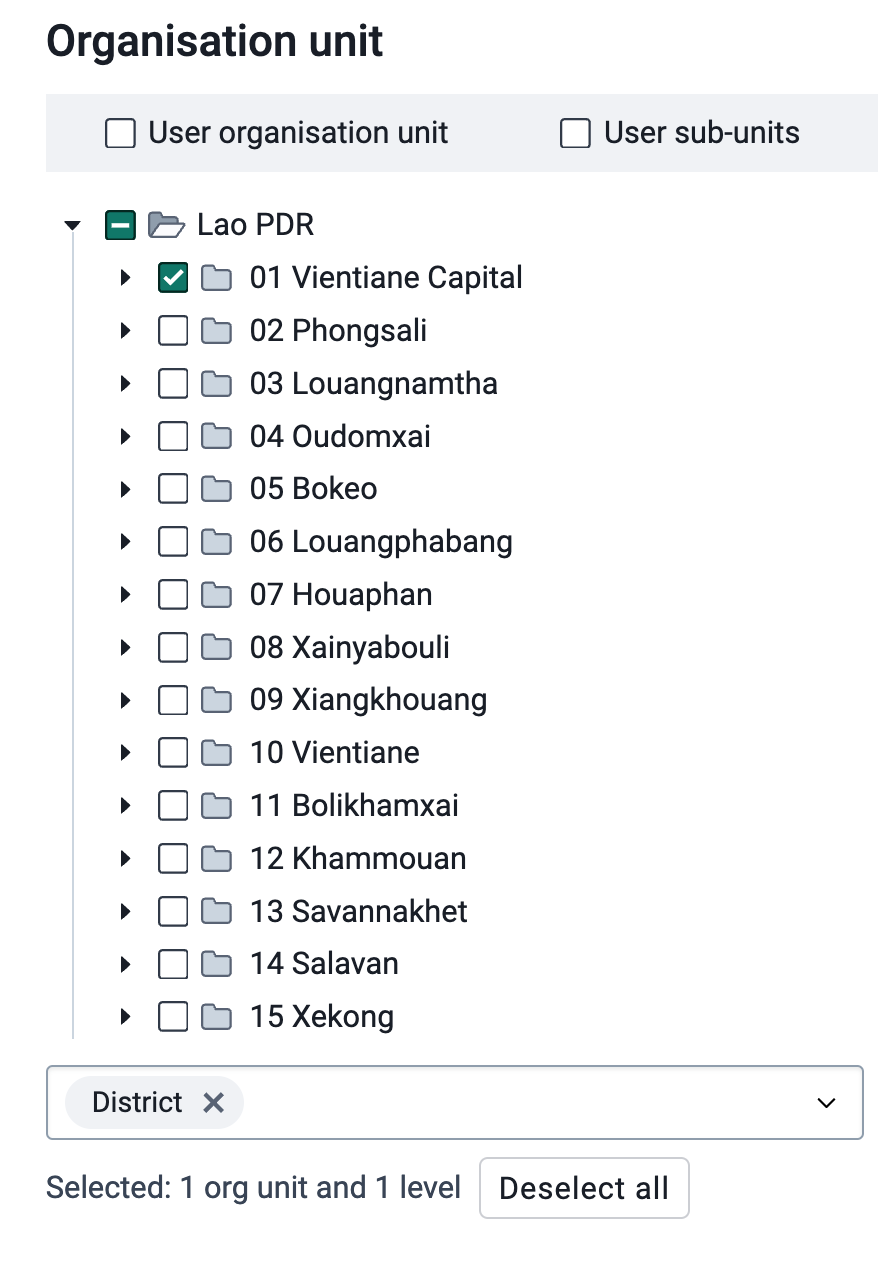 Organisation unit
User organisation unit User sub-units
Lao PDR
01 Vientiane Capital
02 Phongsali
03 Louangnamtha
04 Oudomxai
05 Bokeo
06 Louangphabang
07 Houaphan
08 Xainyabouli
09 Xiangkhouang
10 Vientiane
11 Bolikhamxai
12 Khammouan
13 Savannakhet
14 Salavan
15 Xekong
District
Selected: 1 org unit and 1 level Deselect all